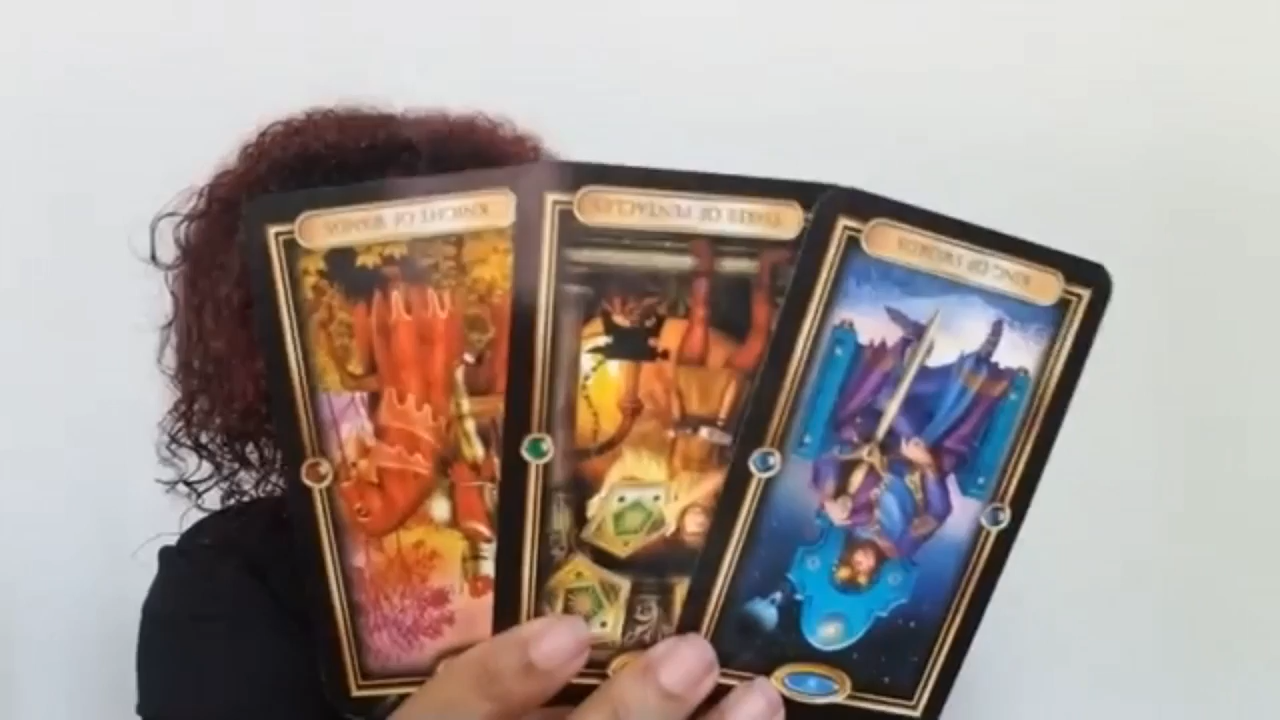 KNIGHT OF WANDS
THREE OF PENTACLES
KING OF SWORDS